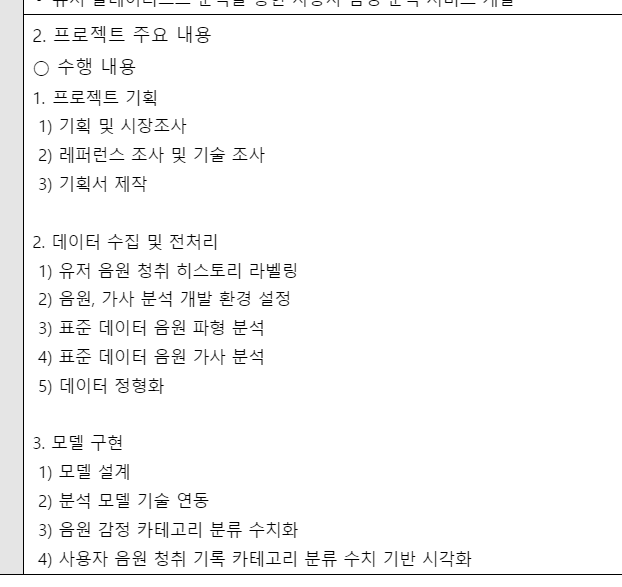 2. 프로젝트 주요 내용
○ 수행 내용
1. 프로젝트 기획
1) 기획 및 시장조사
2) 레퍼런스 조사 및 기술 조사
3) 기획서 제작
2. 데이터 수집 및 전처리
1) 유저 음원 청취 히스토리 라벨링
2) 음원, 가사 분석 개발 환경 설정
3) 표준 데이터 음원 파형 분석
4) 표준 데이터 음원 가사 분석
5) 데이터 정형화
3. 모델 구현
1) 모델 설계
2) 분석 모델 기술 연동
3) 음원 감정 카테고리 분류 수치화
4) 사용자 음원 청취 기록 카테고리 분류 수치 기반 시각화